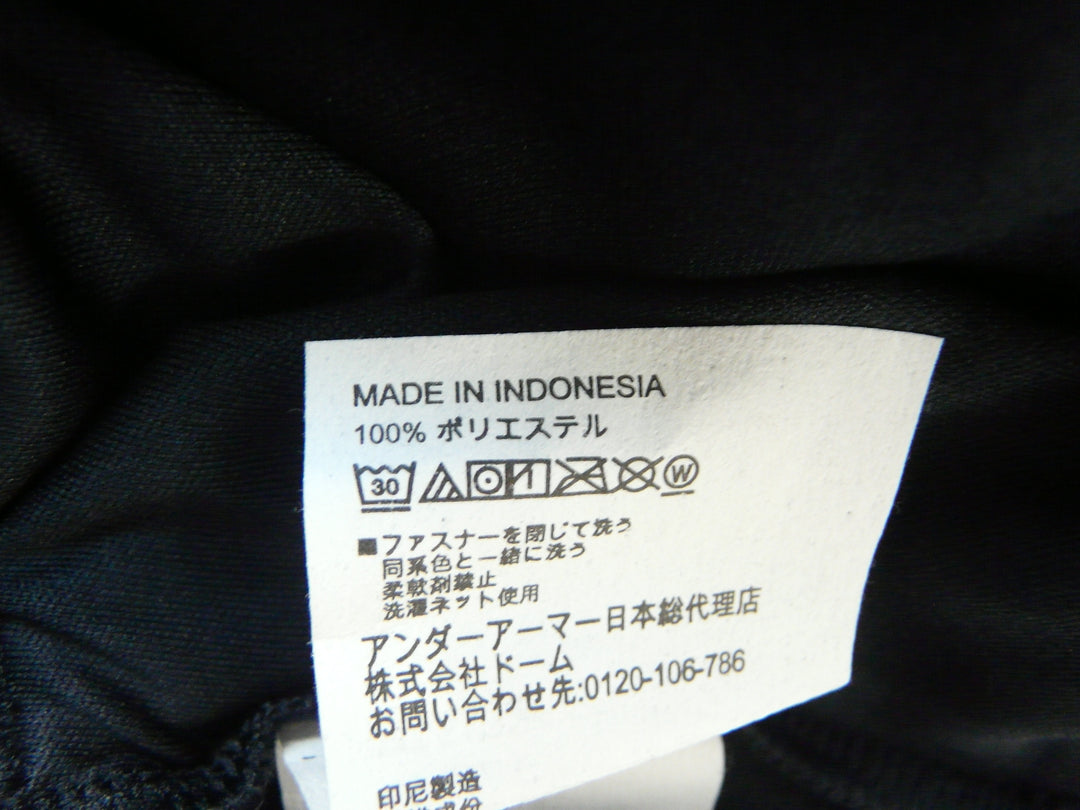 MADE IN INDONESIA
100% ポリエステル
30 W
■ファスナーを閉じて洗う
同系色と一緒に洗う
柔軟剤禁止
洗濯ネット使用
アンダーアーマー日本総代理店
株式会社ドーム
お問い合わせ先:0120-106-786
印尼製造